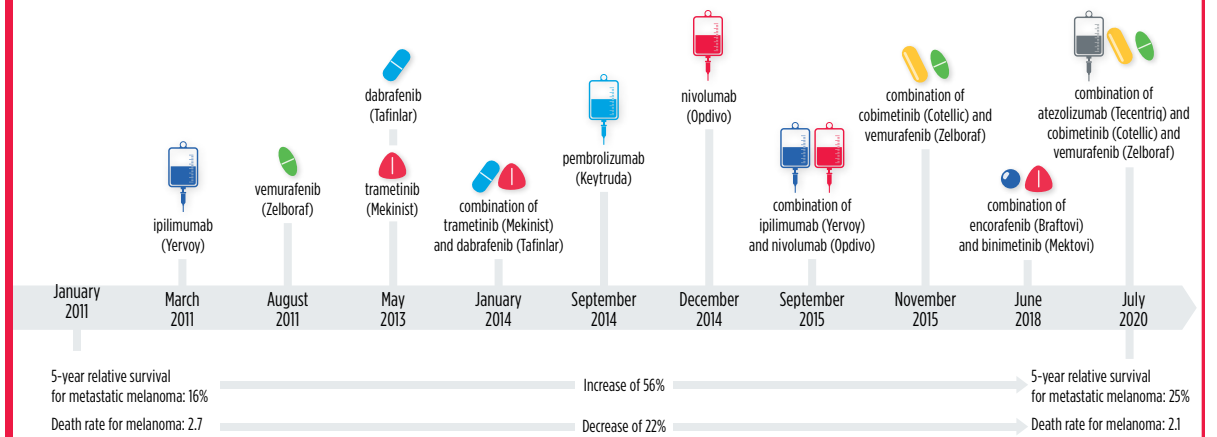 dabrafenib
(Tafinlar)
nivolumab
(Opdivo)
combination of
cobimetinib (Cotellic) and
vemurafenib (Zelboraf)
combination of
atezolizumab (Tecentriq) and
cobimetinib (Cotellic) and
vemurafenib (Zelboraf)
ipilimumab
(Yervoy)
vemurafenib
(Zelboraf)
trametinib
(Mekinist)
combination of
trametinib (Mekinist)
and dabrafenib (Tafinlar)
pembrolizumab
(Keytruda)
combination of
ipilimumab (Yervoy)
and nivolumab (Opdivo)
combination of
encorafenib (Braftovi)
and binimetinib (Mektovi)
January
2011
March
2011
August
2011
May
2013
January
2014
September
2014
December
2014
September
2015
November
2015
June
2018
July
2020
5-year relative survival
for metastatic melanoma: 16%
Increase of 56%
5-year relative survival
for metastatic melanoma: 25%
Death rate for melanoma: 2.7
Decrease of 22%
Death rate for melanoma: 2.1